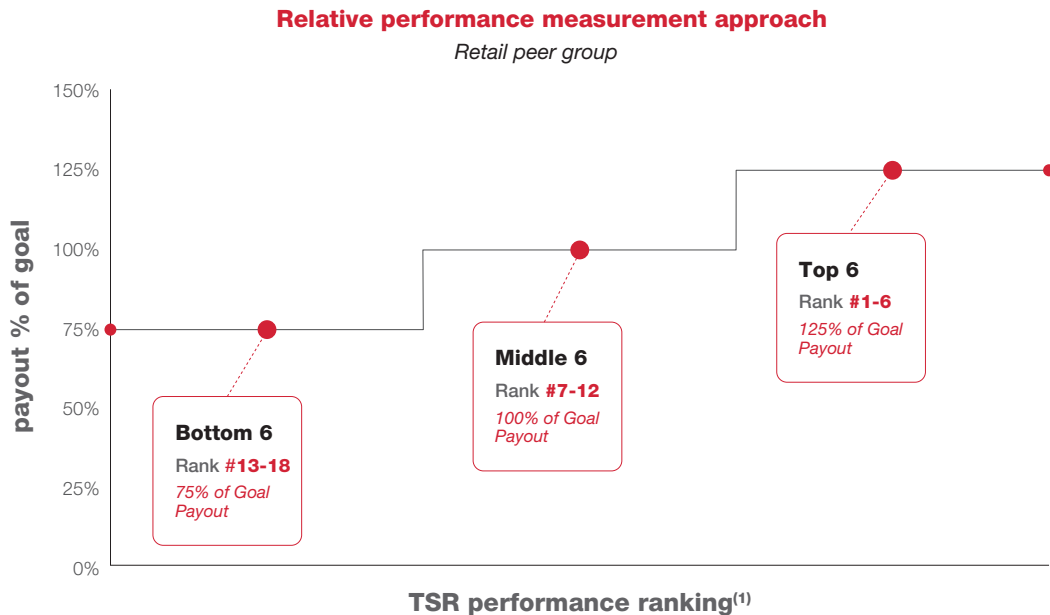 Relative performance measurement approach
Retail peer group
150%
125%
100%
75%
50%
25%
0%
payout % of goal
Top 6
Rank #1-6
125% of Goal
Payout
Middle 6
Rank #7-12
100% of Goal
Payout
Bottom 6
Rank #13-18
75% of Goal
Payout
TSR performance ranking(1)